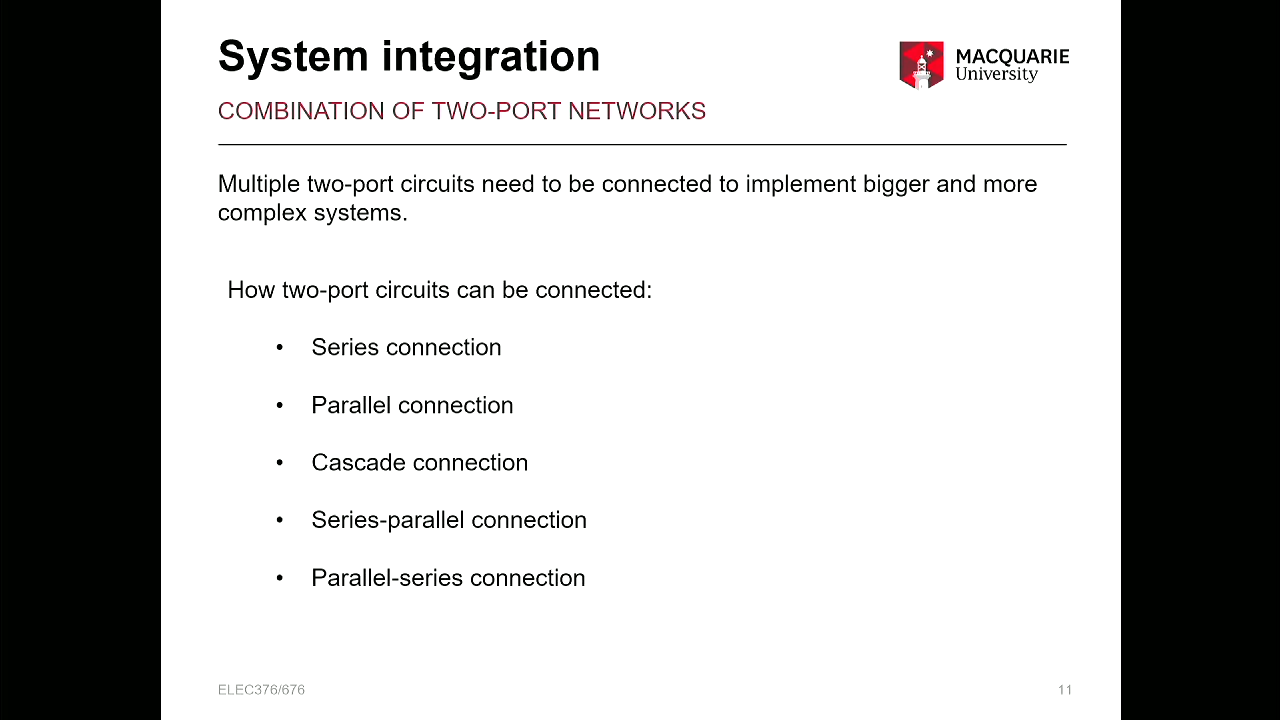 System integration
MACQUARIE
University
COMBINATION OF TWO-PORT NETWORKS
Multiple two-port circuits need to be connected to implement bigger and more
complex systems.
How two-port circuits can be connected:
• Series connection
• Parallel connection
• Cascade connection
• Series-parallel connection
• Parallel-series connection
ELEC376/676
11